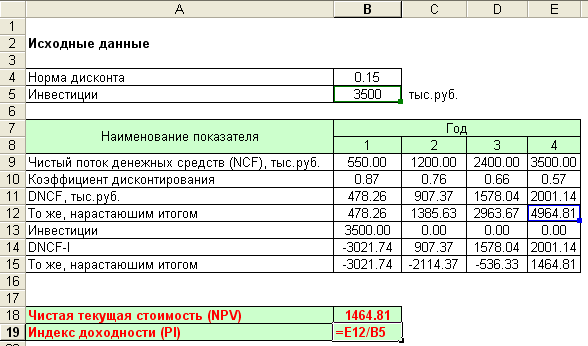 A B C D E
1
2 Исходные данные
3
4 Норма дисконта 0.15
5 Инвестиции 3500 тыс.руб.
6
7 Наименование показателя Год
8 1 2 3 4
9 Чистый поток денежных средств (NCF), тыс.руб. 550.00 1200.00 2400.00 3500.00
10 Коэффициент дисконтирования 0.87 0.76 0.66 0.57
11 DNCF, тыс.руб. 478.26 907.37 1578.04 2001.14
12 То же, нарастаюшим итогом 478.26 1385.63 2963.67 4964.81
13 Инвестиции 3500.00 0.00 0.00 0.00
14 DNCF-I -3021.74 907.37 1578.04 2001.14
15 То же, нарастаюшим итогом -3021.74 -2114.37 -536.33 1464.81
16
17
18 Чистая текущая стоимость (NPV) 1464.81
19 Индекс доходности (PI) =E12/B5